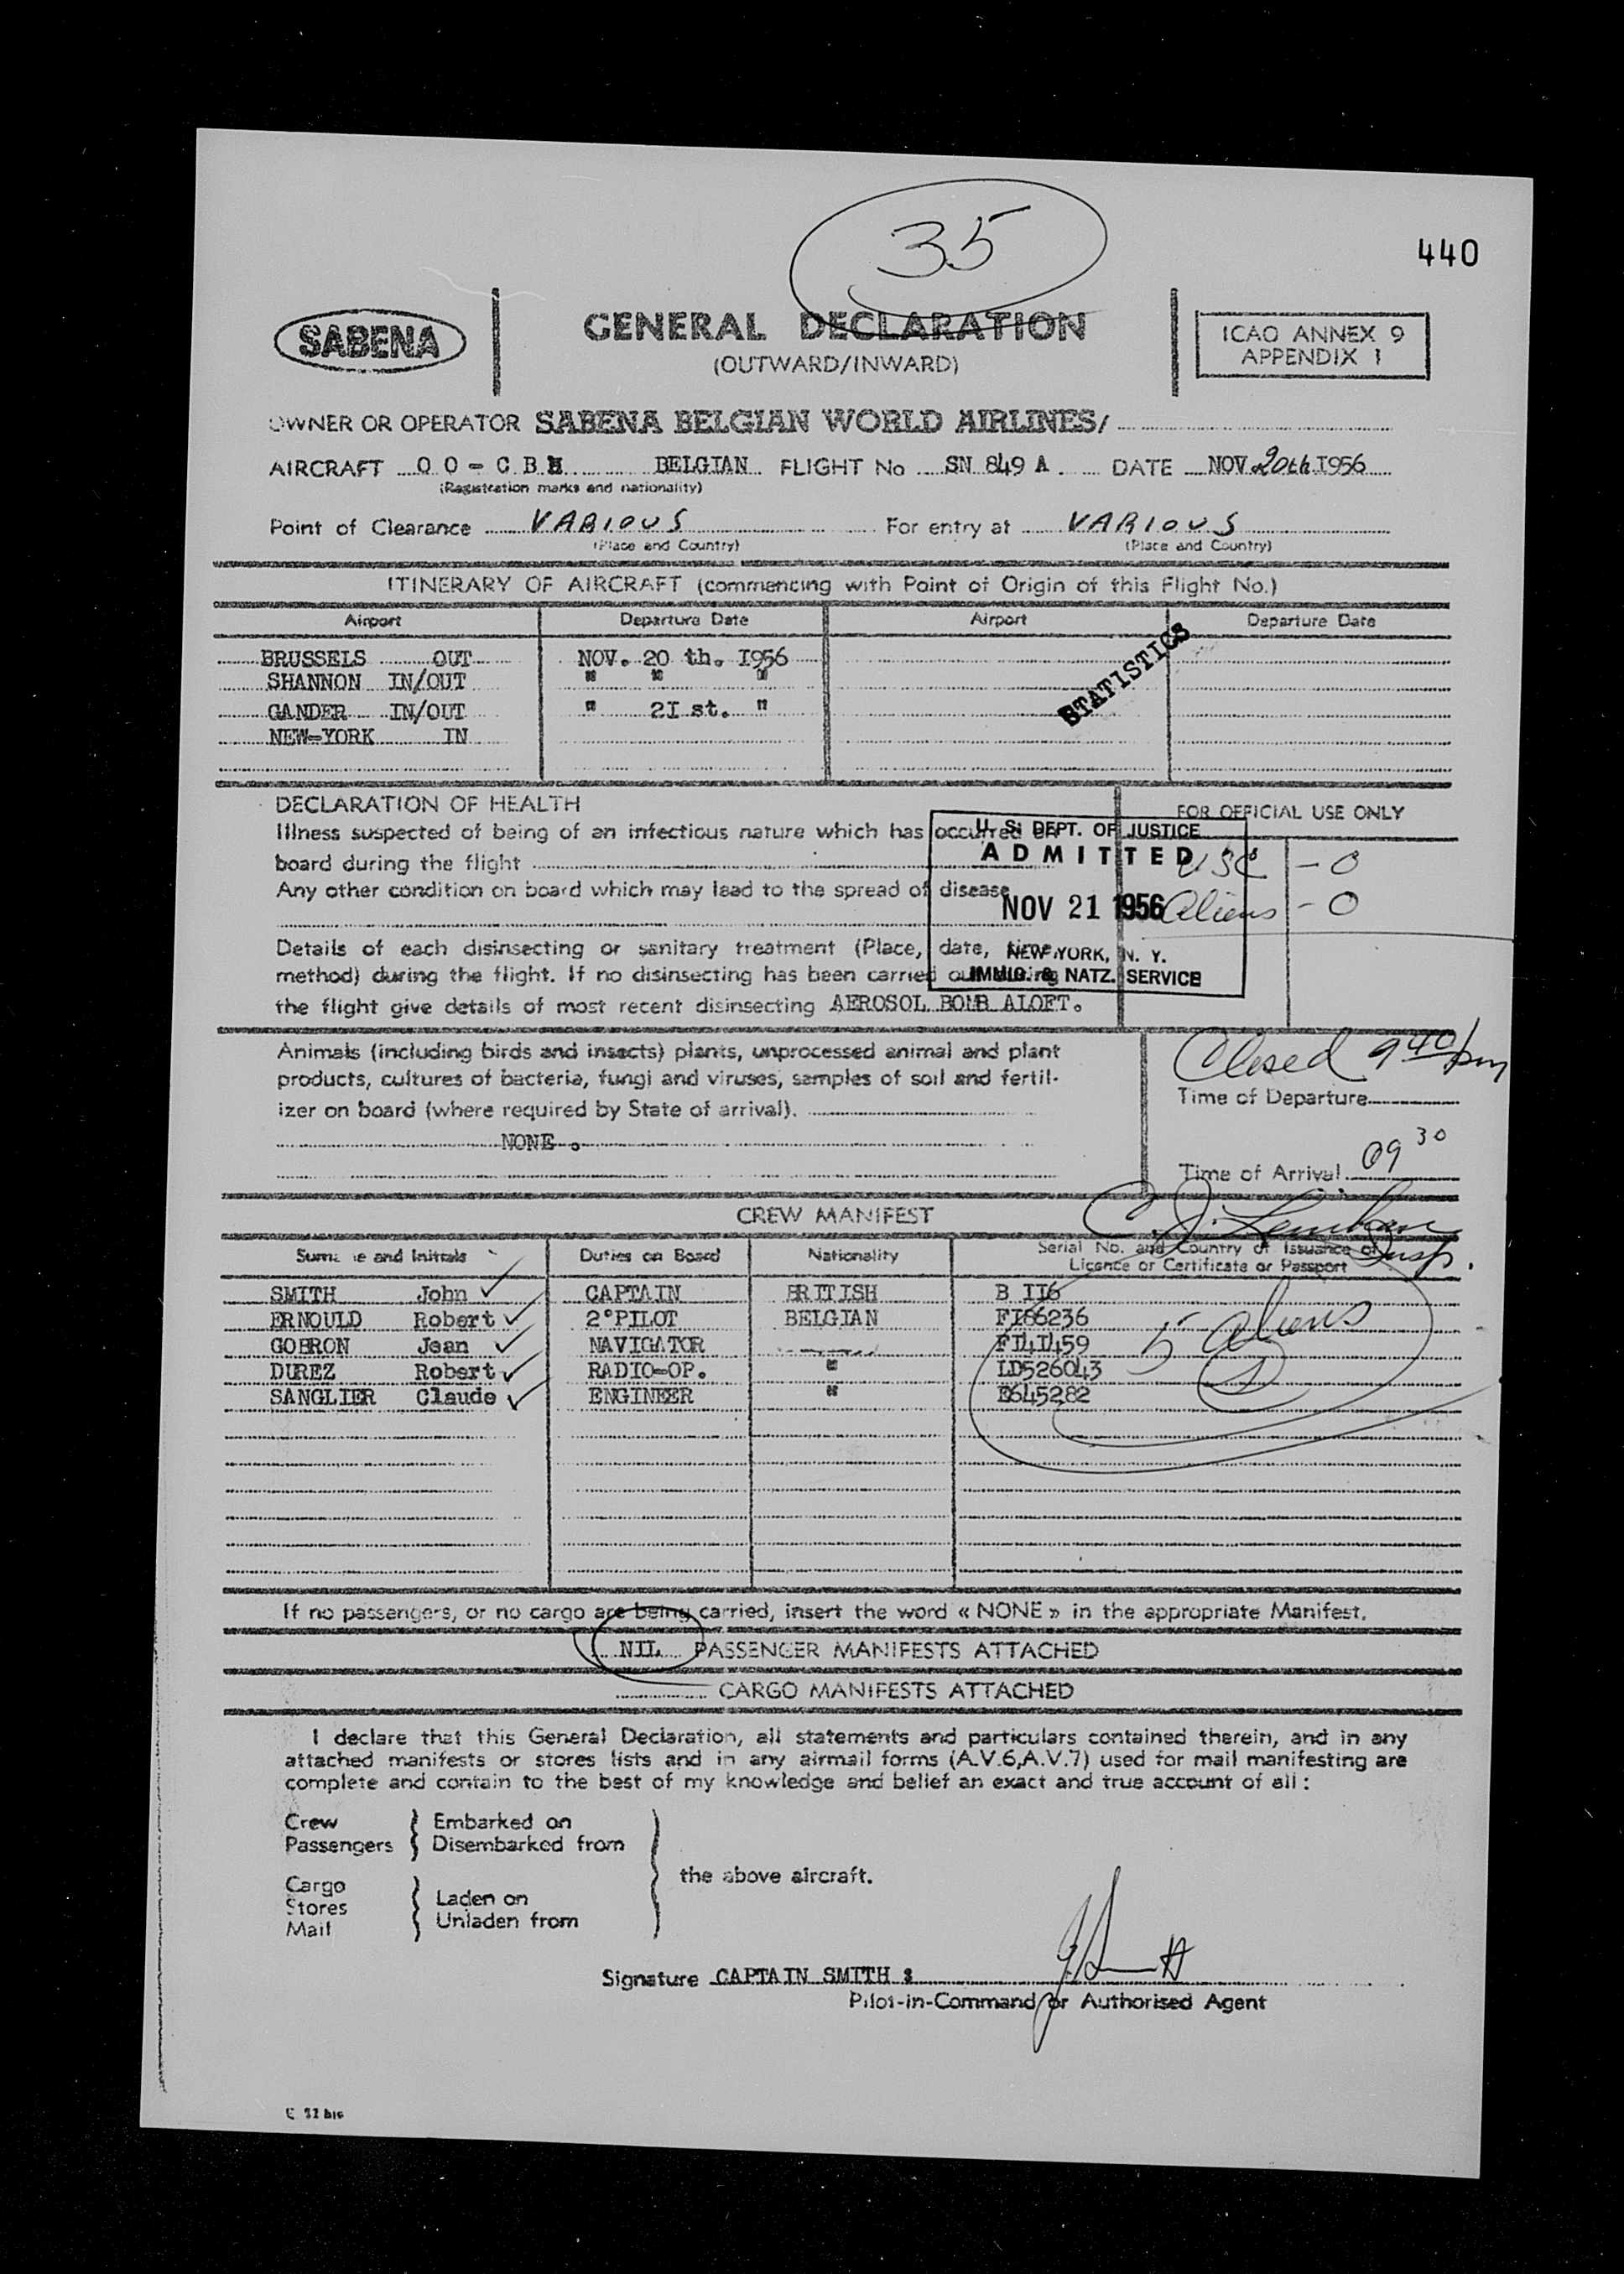 35
440
SABENA
GENERAL DECLARATION
(OUTWARD/INWARD)
ICAO ANNEX 9
APPENDIX 1
OWNER OR OPERATOR SABENA BELGIAN WORLD AIRLINES/
AIRCRAFT OO-CB BELGIAN FLIGHT No SN 849 A DATE NOV 20th I956
(Registration marks and nationality)
Point of Clearance VARIOUS For entry at VARIOUS
(Place and Country) (Place and Country)
ITINERARY OF AIRCRAFT (commencing with Point of Origin of this Flight No.)
Airport Departure Date Airport Departure Date
BRUSSELS OUT NOV. 20 th. I956
SHANNON IN/OUT " " "
GANDER IN/OUT " 2I st. "
NEW-YORK IN
STATISTICS
DECLARATION OF HEALTH
FOR OFFICIAL USE ONLY
Illness suspected of being of an infectious nature which has occurred on
board during the flight
Any other condition on board which may lead to the spread of disease
Details of each disinsecting or sanitary treatment (Place, date, time,
method) during the flight. If no disinsecting has been carried out during
the flight give details of most recent disinsecting AEROSOL BOMB ALOFT.
U. S. DEPT. OF JUSTICE
ADMITTED
NOV 21 1956
NEW YORK, N. Y.
IMMIG. & NATZ. SERVICE
USC - 0
Aliens - 0
Animals (including birds and insects) plants, unprocessed animal and plant
products, cultures of bacteria, fungi and viruses, samples of soil and fertil-
izer on board (where required by State of arrival).
NONE.
Closed 9 40 pm
Time of Departure
Time of Arrival 09 30
CREW MANIFEST
Insp.
Surname and Initials Duties on Board Nationality Serial No. and Country of Issuance of
Licence or Certificate or Passport
SMITH John CAPTAIN BRITISH B II6
ERNOULD Robert 2°PILOT BELGIAN FI86236
GOBRON Jean NAVIGATOR FI4I459
DUREZ Robert RADIO-OP. " LD526043
SANGLIER Claude ENGINEER " E645282
5 Aliens
If no passengers, or no cargo are being carried, insert the word « NONE » in the appropriate Manifest.
NIL PASSENGER MANIFESTS ATTACHED
CARGO MANIFESTS ATTACHED
I declare that this General Declaration, all statements and particulars contained therein, and in any
attached manifests or stores lists and in any airmail forms (A.V.6,A.V.7) used for mail manifesting are
complete and contain to the best of my knowledge and belief an exact and true account of all :
Crew Embarked on
Passengers Disembarked from
the above aircraft.
Cargo
Stores Laden on
Mail Unladen from
Signature CAPTAIN SMITH :
Pilot-in-Command or Authorised Agent